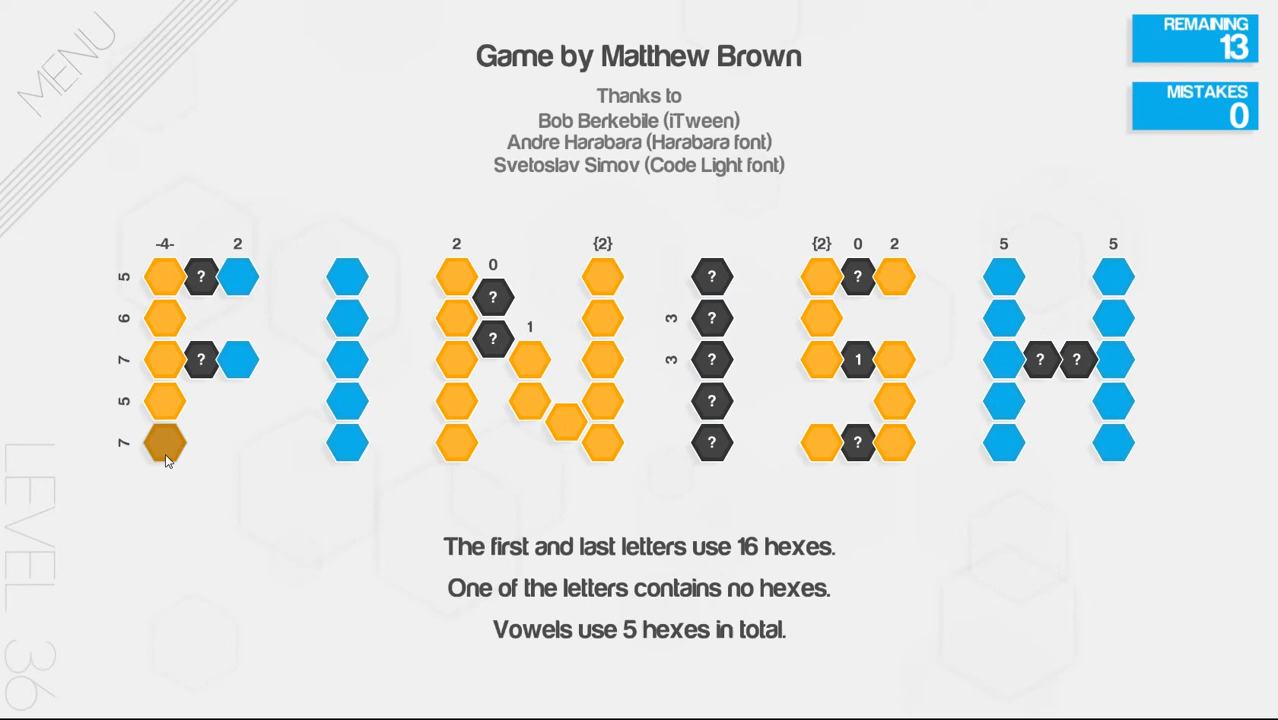 MENU
Game by Matthew Brown
Thanks to
Bob Berkebile (iTween)
Andre Harabara (Harabara font)
Svetoslav Simov (Code Light font)
REMAINING
13
MISTAKES
0
-4- 2 2 0 {2} {2} 0 2 5 5
1
5 ? ? ? ?
6 ? 3 ?
7 ? 3 ? 1 ? ?
5 ?
7 ? ?
The first and last letters use 16 hexes.
One of the letters contains no hexes.
Vowels use 5 hexes in total.
LEVEL 36